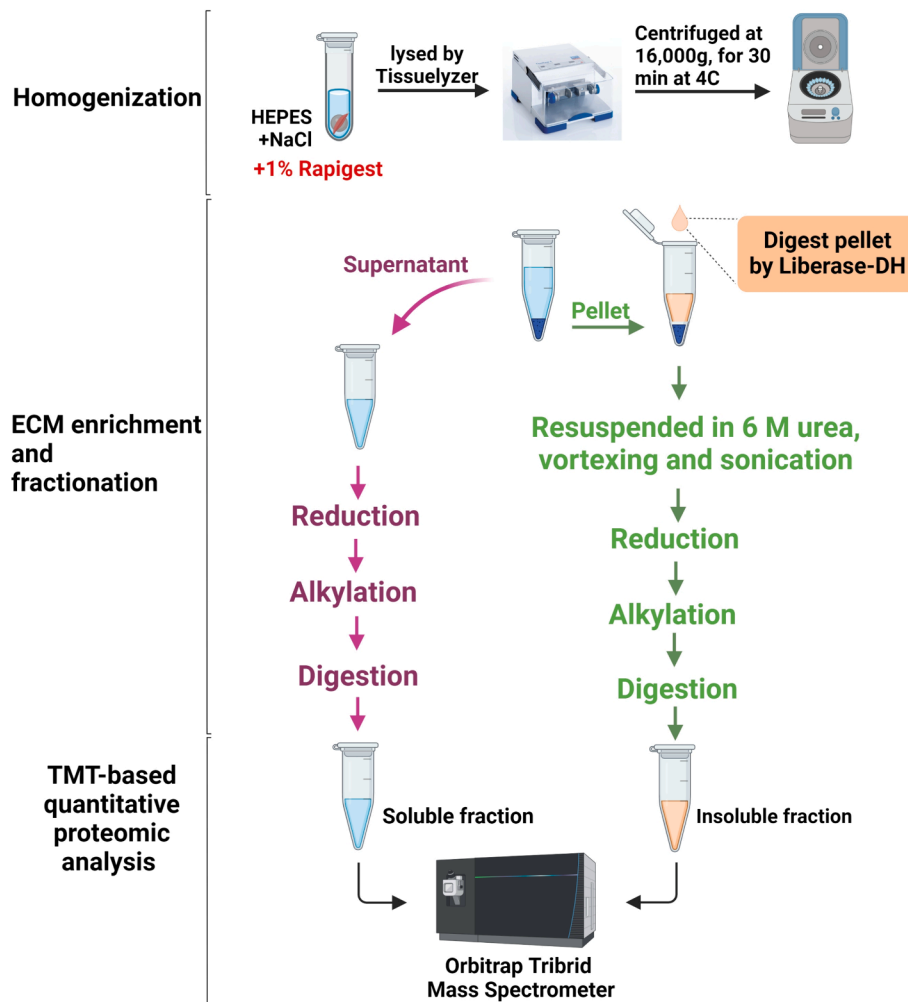 Homogenization
HEPES
+NaCl
+1% Rapigest
lysed by
Tissuelyzer
Centrifuged at
16,000g, for 30
min at 4C
ECM enrichment
and
fractionation
Supernatant
Pellet
Digest pellet
by Liberase-DH
Reduction
Alkylation
Digestion
Resuspended in 6 M urea,
vortexing and sonication
Reduction
Alkylation
Digestion
TMT-based
quantitative
proteomic
analysis
Soluble fraction
Insoluble fraction
Orbitrap Tribrid
Mass Spectrometer